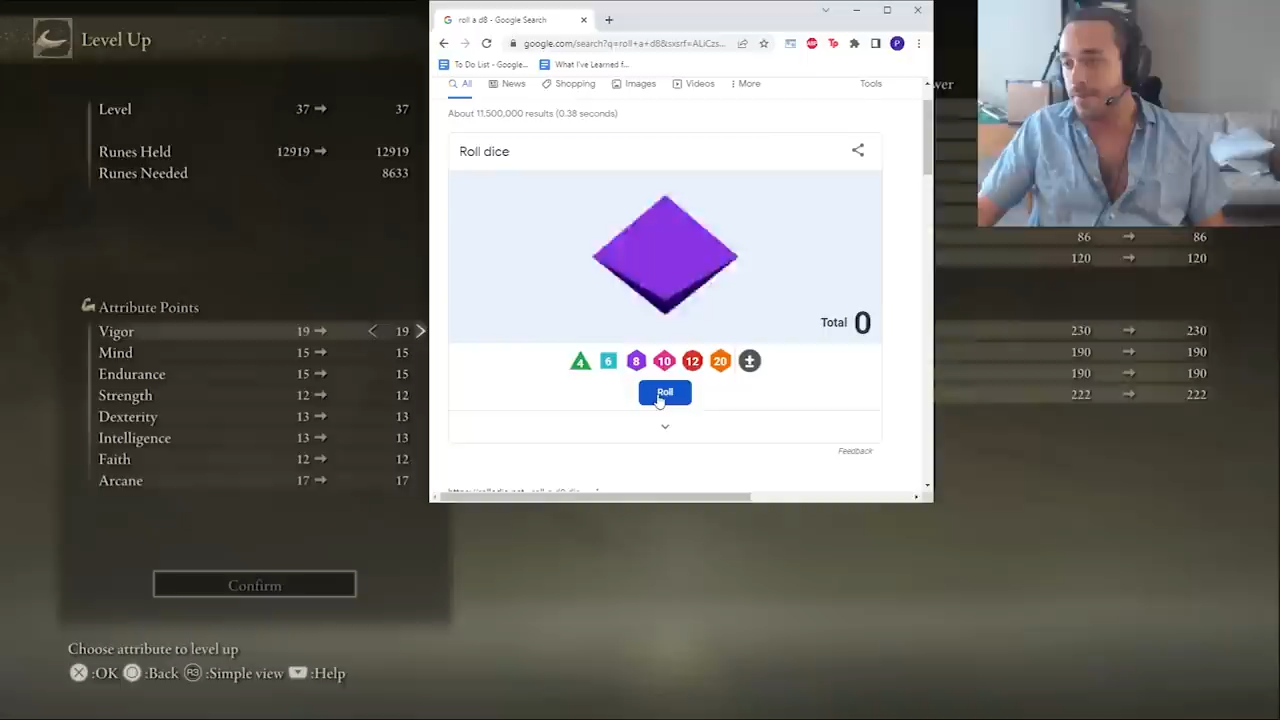 roll a d8 - Google Search
google.com/search?q=roll+a+d8&sxsrf=ALiCzs...
To Do List - Google... What I've Learned f...
All News Shopping Images Videos More Tools
About 11,500,000 results (0.38 seconds)
Roll dice
Total 0
4 6 8 10 12 20 ±
Roll
Feedback
Level Up
Level 37 → 37
Runes Held 12919 → 12919
Runes Needed 8633
Attribute Points
Vigor 19 → < 19 >
Mind 15 → 15
Endurance 15 → 15
Strength 12 → 12
Dexterity 13 → 13
Intelligence 13 → 13
Faith 12 → 12
Arcane 17 → 17
Confirm
Choose attribute to level up
:OK :Back R3 :Simple view :Help
86 → 86
120 → 120
230 → 230
190 → 190
190 → 190
222 → 222